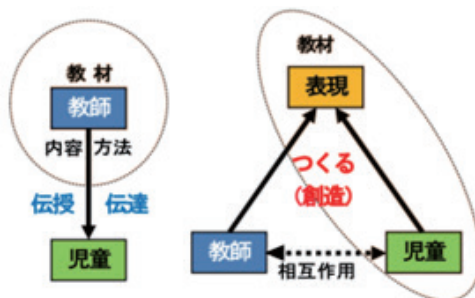 教材
教師
内容 方法
伝授 伝達
児童
教材
表現
つくる
(創造)
教師
児童
相互作用